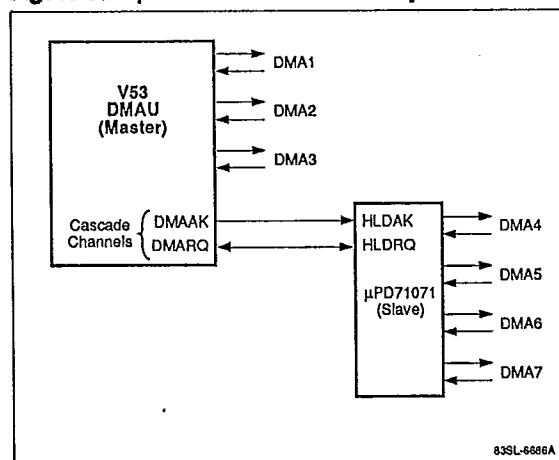 V53
DMAU
(Master)
DMA1
DMA2
DMA3
Cascade
Channels
DMAAK
DMARQ
HLDAK
HLDRQ
µPD71071
(Slave)
DMA4
DMA5
DMA6
DMA7
83SL-6686A